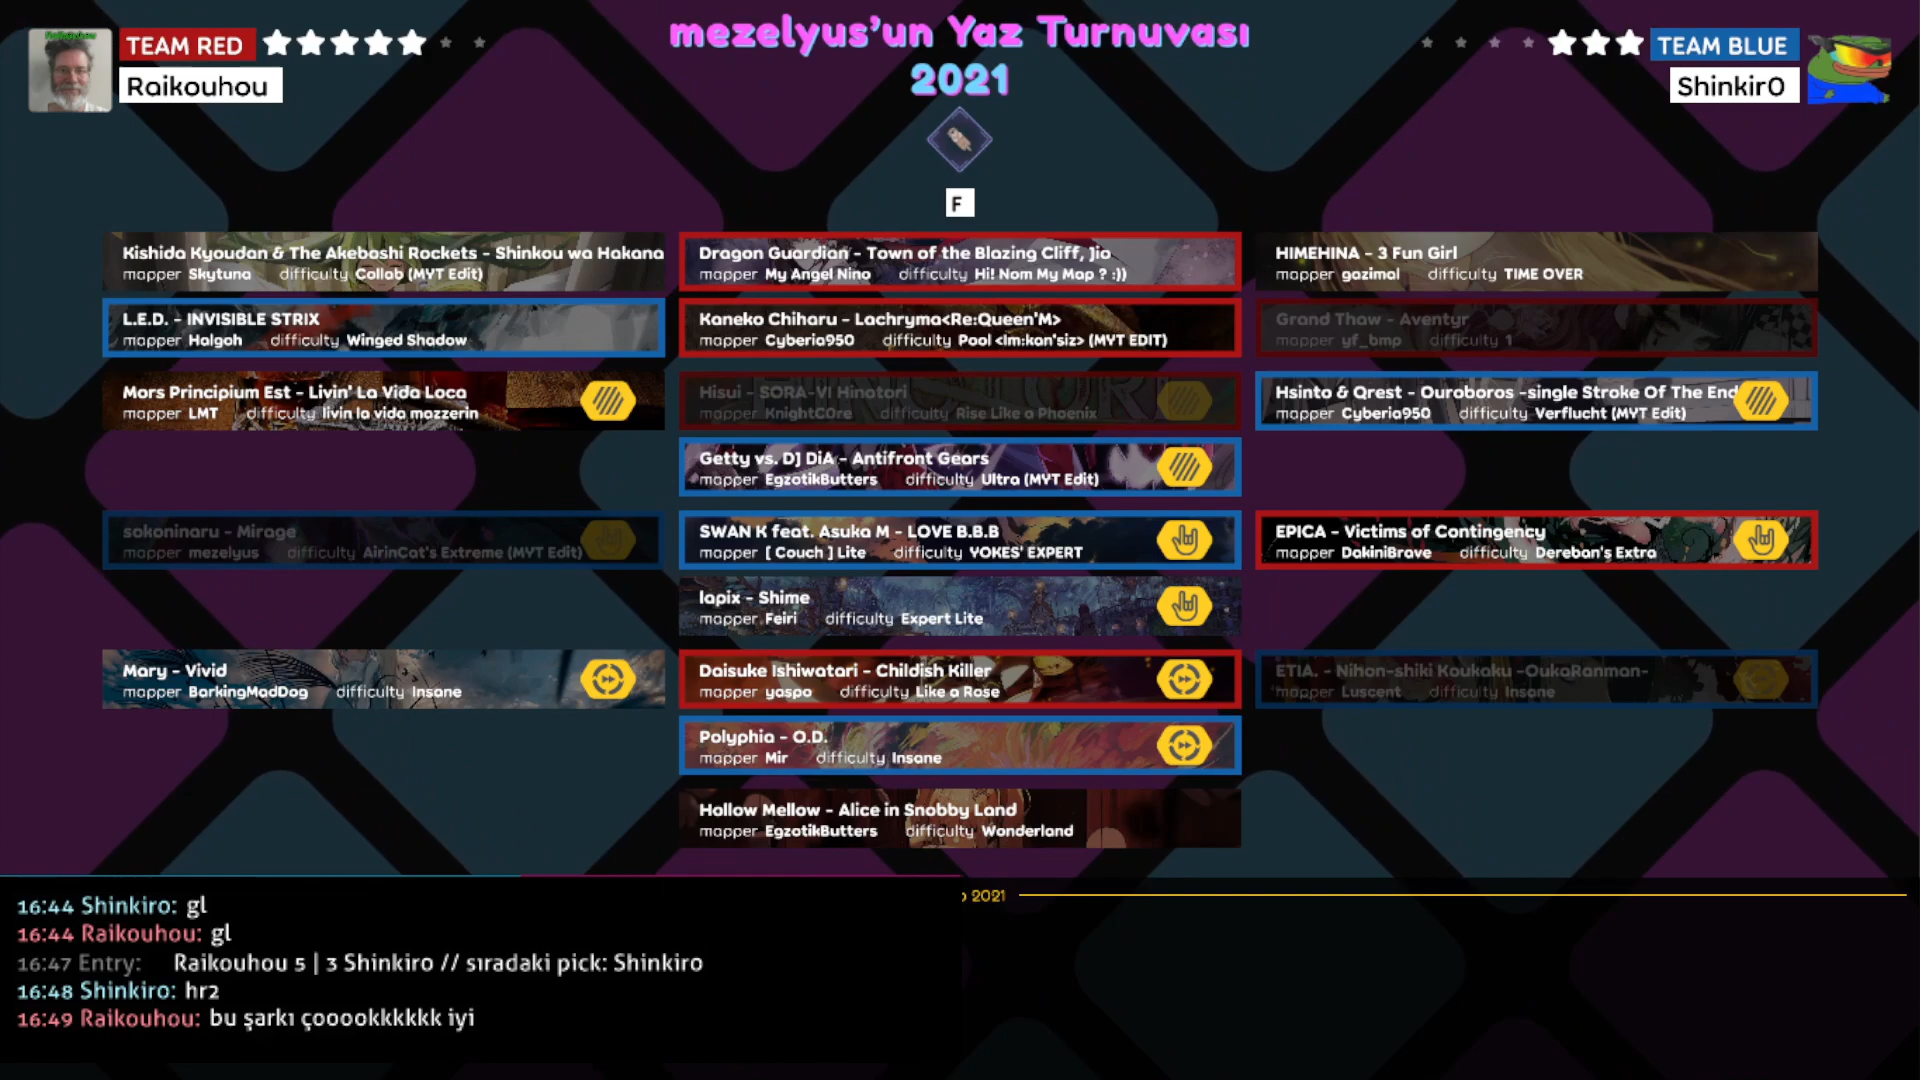 TEAM RED
Raikouhou
mezelyus'un Yaz Turnuvası
2021
TEAM BLUE
Shinkir0
F
Kishida Kyoudan & The Akeboshi Rockets - Shinkou wa Hakana
mapper Skytuna difficulty Collab (MYT Edit)
Dragon Guardian - Town of the Blazing Cliff, Jio
mapper My Angel Nino difficulty Hi! Nom My Map ? :))
HIMEHINA - 3 Fun Girl
mapper gazimal difficulty TIME OVER
L.E.D. - INVISIBLE STRIX
mapper Halgoh difficulty Winged Shadow
Kaneko Chiharu - Lachryma<Re:Queen'M>
mapper Cyberia950 difficulty Pool <Im:kan'siz> (MYT EDIT)
Grand Thaw - Aventyr
mapper yf_bmp difficulty 1
Mors Principium Est - Livin' La Vida Loca
mapper LMT difficulty livin la vida mazzerin
Hisui - SORA-VI Hinatori
mapper KnightC0re difficulty Rise Like a Phoenix
Hsinto & Qrest - Ouroboros -single Stroke Of The End
mapper Cyberia950 difficulty Verflucht (MYT Edit)
Getty vs. DJ DiA - Antifront Gears
mapper EgzotikButters difficulty Ultra (MYT Edit)
sokoninaru - Mirage
mapper mezelyus difficulty AirinCat's Extreme (MYT Edit)
SWAN K feat. Asuka M - LOVE B.B.B
mapper [ Couch ] Lite difficulty YOKES' EXPERT
EPICA - Victims of Contingency
mapper DakiniBrave difficulty Dereban's Extra
lapix - Shime
mapper Feiri difficulty Expert Lite
Mary - Vivid
mapper BarkingMadDog difficulty Insane
Daisuke Ishiwatari - Childish Killer
mapper yaspo difficulty Like a Rose
ETIA. - Nihon-shiki Koukoku -OukaRanman-
mapper Luscent difficulty Insane
Polyphia - O.D.
mapper Mir difficulty Insane
Hollow Mellow - Alice in Snobby Land
mapper EgzotikButters difficulty Wonderland
2021
16:44 Shinkiro: gl
16:44 Raikouhou: gl
16:47 Entry: Raikouhou 5 | 3 Shinkiro // sıradaki pick: Shinkiro
16:48 Shinkiro: hr2
16:49 Raikouhou: bu şarkı çooookkkkkk iyi